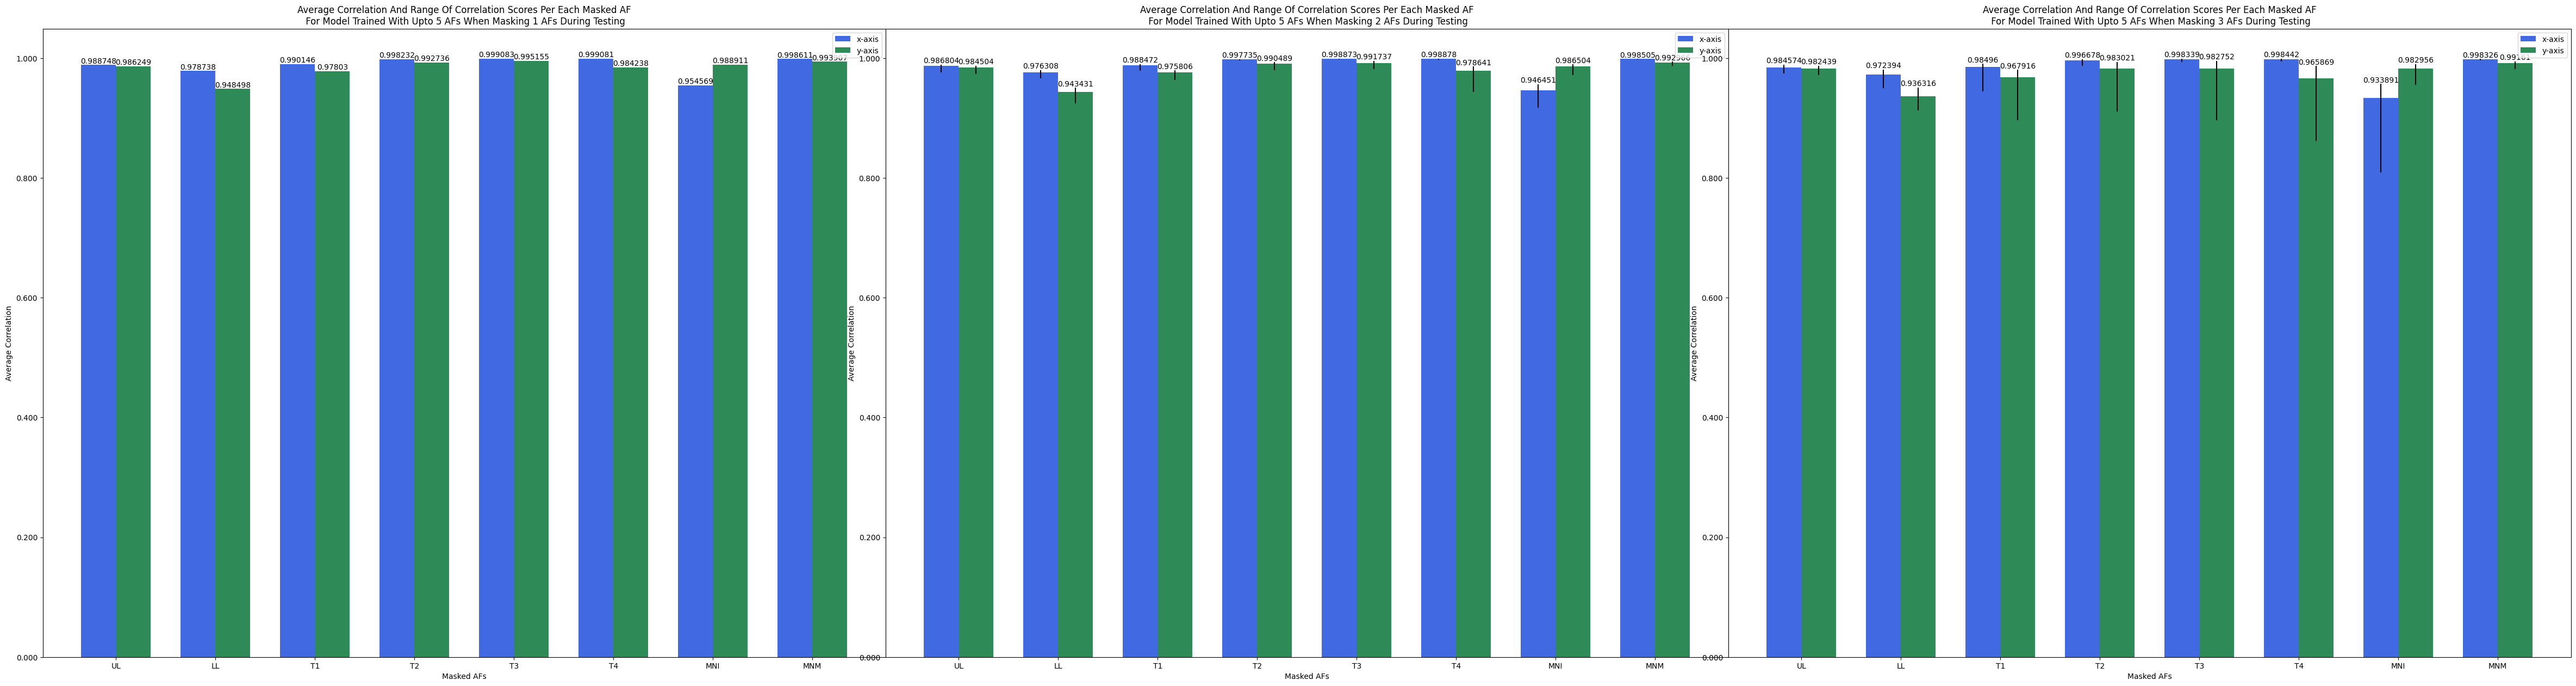 Average Correlation And Range Of Correlation Scores Per Each Masked AF
For Model Trained With Upto 5 AFs When Masking 1 AFs During Testing
x-axis
y-axis
0.988748 0.986249 0.978738 0.948498 0.990146 0.97803 0.998232 0.992736 0.999083 0.995155 0.999081 0.984238 0.954569 0.988911 0.998611
1.000
0.800
0.600
0.400
0.200
0.000
Average Correlation
UL LL T1 T2 T3 T4 MNI MNM
Masked AFs
Average Correlation And Range Of Correlation Scores Per Each Masked AF
For Model Trained With Upto 5 AFs When Masking 2 AFs During Testing
x-axis
y-axis
0.986804 0.984504 0.976308 0.943431 0.988472 0.975806 0.997735 0.990489 0.998873 0.991737 0.998878 0.978641 0.946451 0.986504 0.998505
1.000
0.800
0.600
0.400
0.200
0.000
Average Correlation
UL LL T1 T2 T3 T4 MNI MNM
Masked AFs
Average Correlation And Range Of Correlation Scores Per Each Masked AF
For Model Trained With Upto 5 AFs When Masking 3 AFs During Testing
x-axis
y-axis
0.984574 0.982439 0.972394 0.936316 0.98496 0.967916 0.996678 0.983021 0.998339 0.982752 0.998442 0.965869 0.933891 0.982956 0.998326
1.000
0.800
0.600
0.400
0.200
0.000
Average Correlation
UL LL T1 T2 T3 T4 MNI MNM
Masked AFs